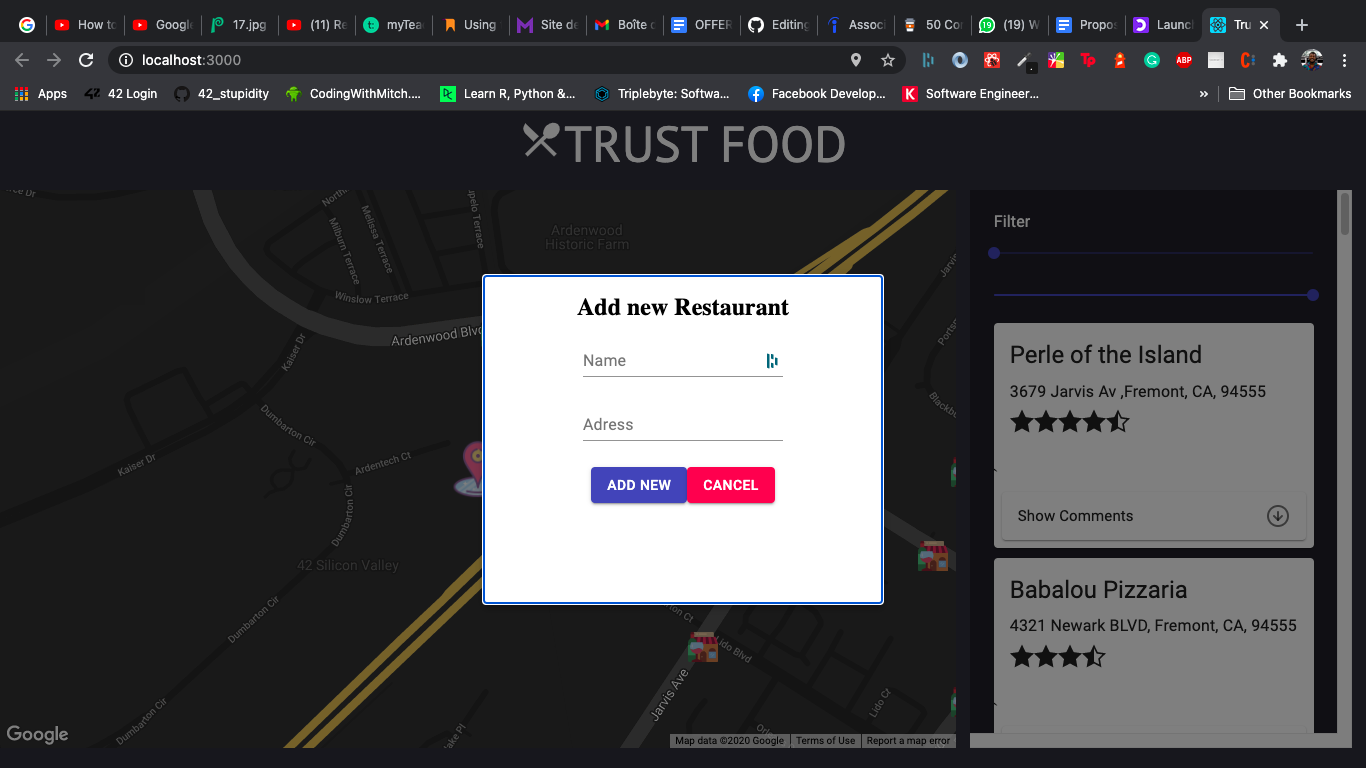 How to
Google
17.jpg
(11) Re
myTea
Using
Site de
Boîte d
OFFER
Editing
Associ
50 Cor
(19) W
Propos
Launc
Tru
localhost:3000
Apps
42 Login
42_stupidity
CodingWithMitch....
Learn R, Python &...
Triplebyte: Softwa...
Facebook Develop...
Software Engineer...
»
Other Bookmarks
TRUST FOOD
Ardenwood
Historic Farm
Milburn Terrace
Melissa Terrace
Winslow Terrace
Ardenwood Blv
Kaiser Dr
Kaiser Dr
Dumbarton Cir
Ardentech Ct
Dumbarton Cir
42 Silicon Valley
Dumbarton Cir
Dumbarton Cir
Lido Blvd
Jarvis Ave
Lido Ct
Google
Map data ©2020 Google
Terms of Use
Report a map error
Add new Restaurant
Name
Adress
ADD NEW
CANCEL
Filter
Perle of the Island
3679 Jarvis Av ,Fremont, CA, 94555
Show Comments
Babalou Pizzaria
4321 Newark BLVD, Fremont, CA, 94555